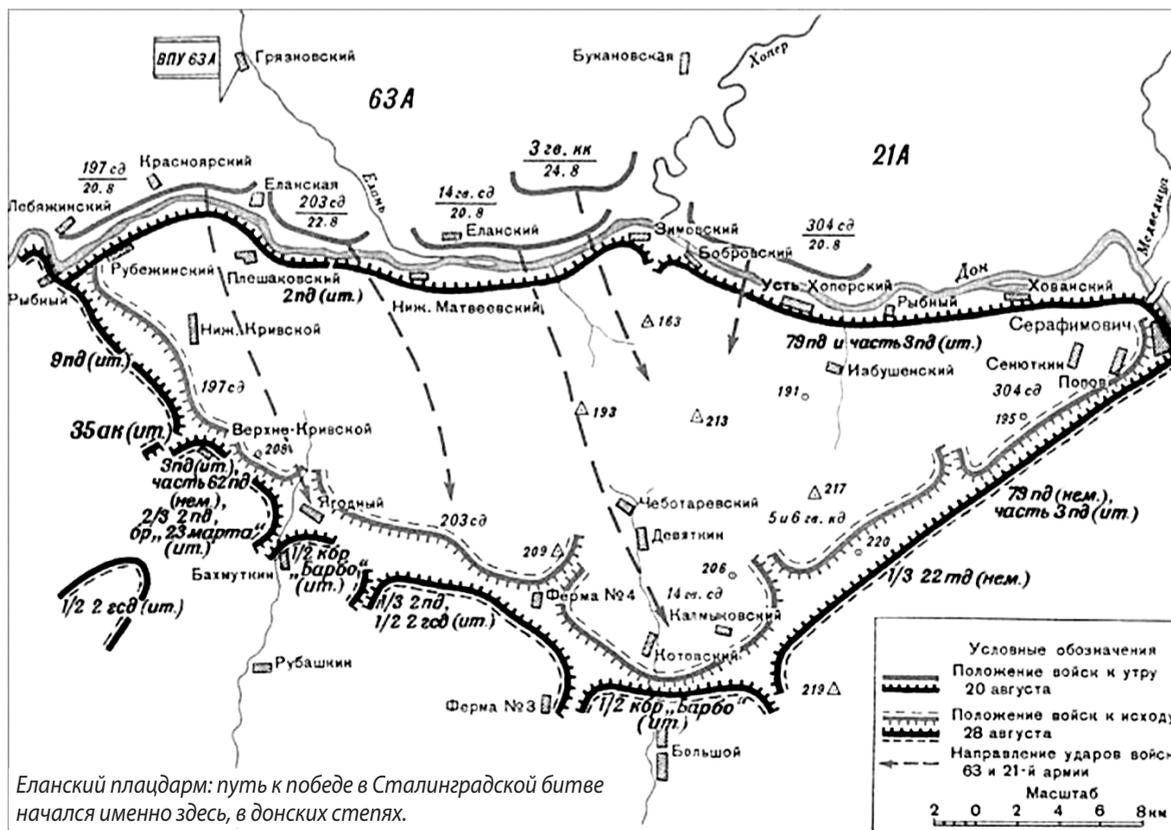 ВПУ 63А
Грязновский
Букановская
Хопер
63А
21А
3 гв. кк
24.8
197 сд
20.8
Красноярский
Еланская
203 сд
22.8
Елань
14 гв. сд
20.8
Еланский
Зимовский
Бобровский
304 сд
20.8
Медведица
Лебяжинский
Рубежинский
Рыбный
Плешаковский
2пд (ит.)
Ниж. Матвеевский
Усть Хоперский
Рыбный
Дон
Хованский
Серафимович
Сенюткин
Попов
304 сд
195
Ниж. Кривской
163
79 пд и часть 3пд (ит.)
Избушенский
9пд (ит.)
197 сд
191
193
213
35ак (ит.)
Верхне-Кривской
208
3пд (ит.),
часть 62 пд
(нем.),
2/3 2 пд,
бр„ 23 марта“
(ит.)
Ягодный
203 сд
Чеботаревский
Девяткин
217
5 и 6 гв. кд
220
79 пд (нем.),
часть 3пд (ит.)
1/3 22 тд (нем.)
Бахмуткин
1/2 кбр
„Барбо“
(ит.)
209
206
14 гв. сд
Калмыковский
1/2 2 гсд (ит.)
1/3 2 пд,
1/2 2 гсд (ит.)
Ферма №4
Котовский
Рубашкин
Ферма №3
1/2 кбр „Барбо“
(ит.)
219
Большой
Условные обозначения
Положение войск к утру
20 августа
Положение войск к исходу
28 августа
Направление ударов войск
63 и 21-й армии
Масштаб
2 0 2 4 6 8 км
Еланский плацдарм: путь к победе в Сталинградской битве
начался именно здесь, в донских степях.